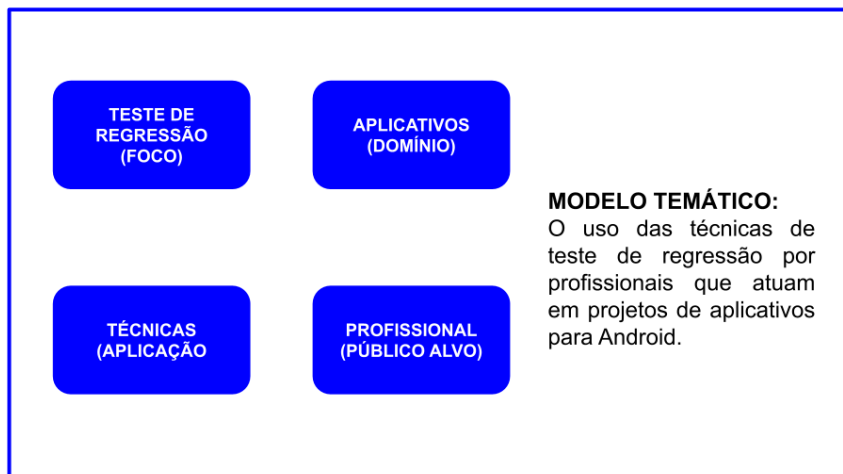 TESTE DE
REGRESSÃO
(FOCO)
APLICATIVOS
(DOMÍNIO)
TÉCNICAS
(APLICAÇÃO
PROFISSIONAL
(PÚBLICO ALVO)
MODELO TEMÁTICO:
O uso das técnicas de
teste de regressão por
profissionais que atuam
em projetos de aplicativos
para Android.